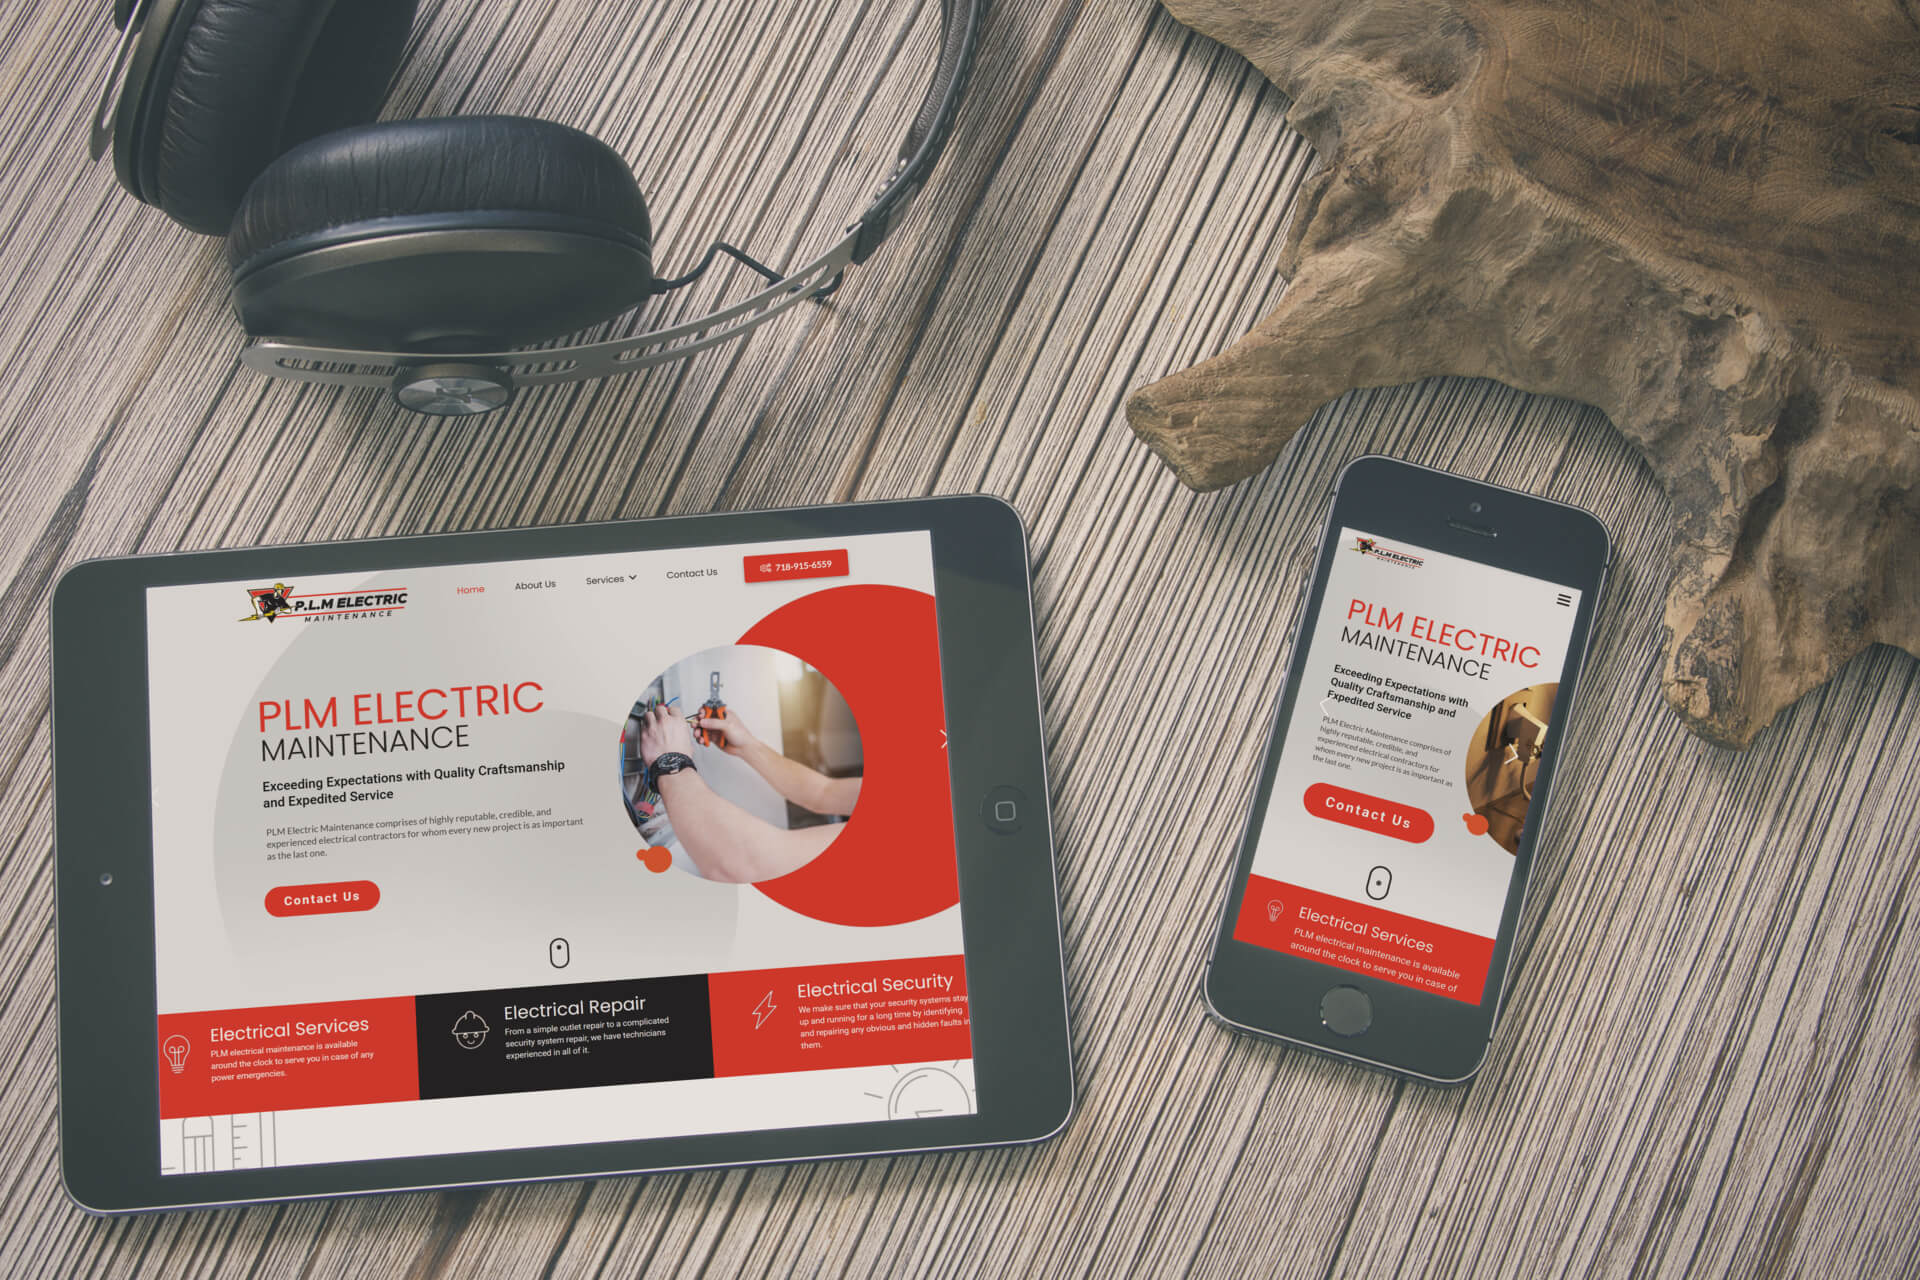 P.L.M ELECTRIC
MAINTENANCE
Home
About Us
Services
Contact Us
718-915-6559
PLM ELECTRIC
MAINTENANCE
Exceeding Expectations with Quality Craftsmanship
and Expedited Service
PLM Electric Maintenance comprises of highly reputable, credible, and
experienced electrical contractors for whom every new project is as important
as the last one.
Contact Us
Electrical Services
PLM electrical maintenance is available
around the clock to serve you in case of any
power emergencies.
Electrical Repair
From a simple outlet repair to a complicated
security system repair, we have technicians
experienced in all of it.
Electrical Security
We make sure that your security systems stay
up and running for a long time by identifying
and repairing any obvious and hidden faults in
them.
P.L.M ELECTRIC
MAINTENANCE
PLM ELECTRIC
MAINTENANCE
Exceeding Expectations with
Quality Craftsmanship and
Expedited Service
PLM Electric Maintenance comprises of
highly reputable, credible, and
experienced electrical contractors for
whom every new project is as important as
the last one.
Contact Us
Electrical Services
PLM electrical maintenance is available
around the clock to serve you in case of